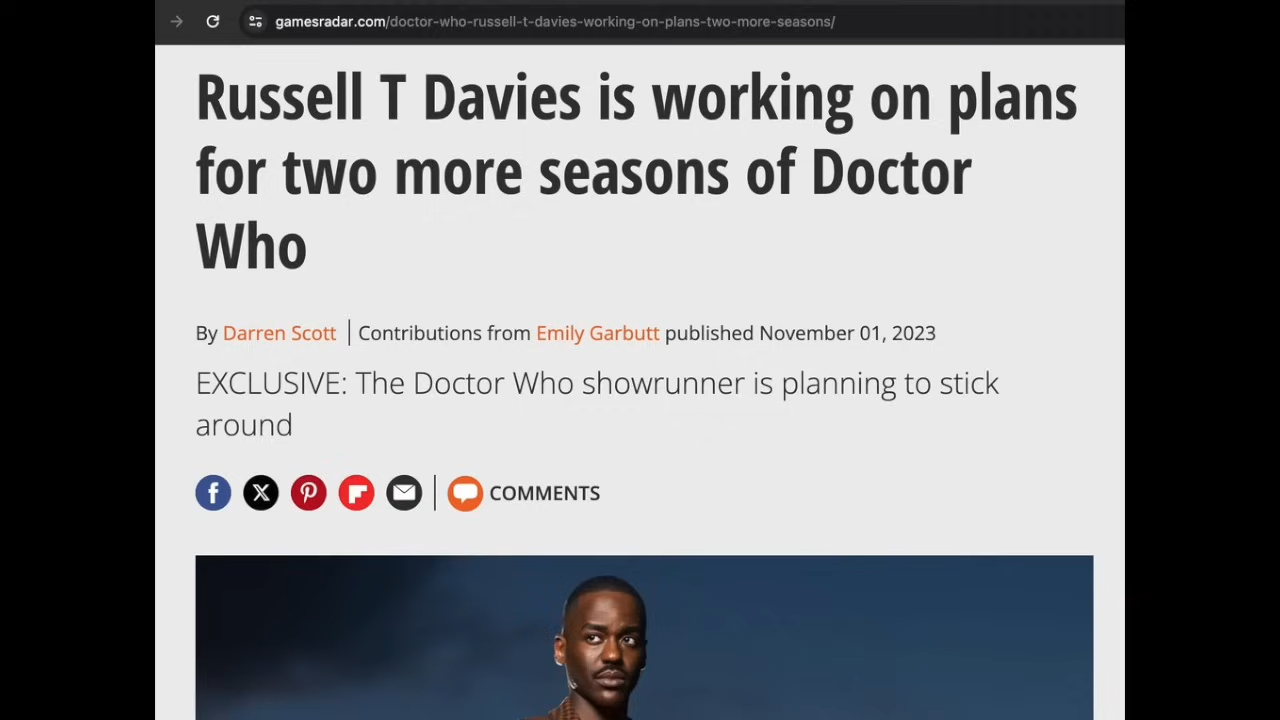 gamesradar.com/doctor-who-russell-t-davies-working-on-plans-two-more-seasons/
Russell T Davies is working on plans
for two more seasons of Doctor
Who
By Darren Scott | Contributions from Emily Garbutt published November 01, 2023
EXCLUSIVE: The Doctor Who showrunner is planning to stick
around
COMMENTS